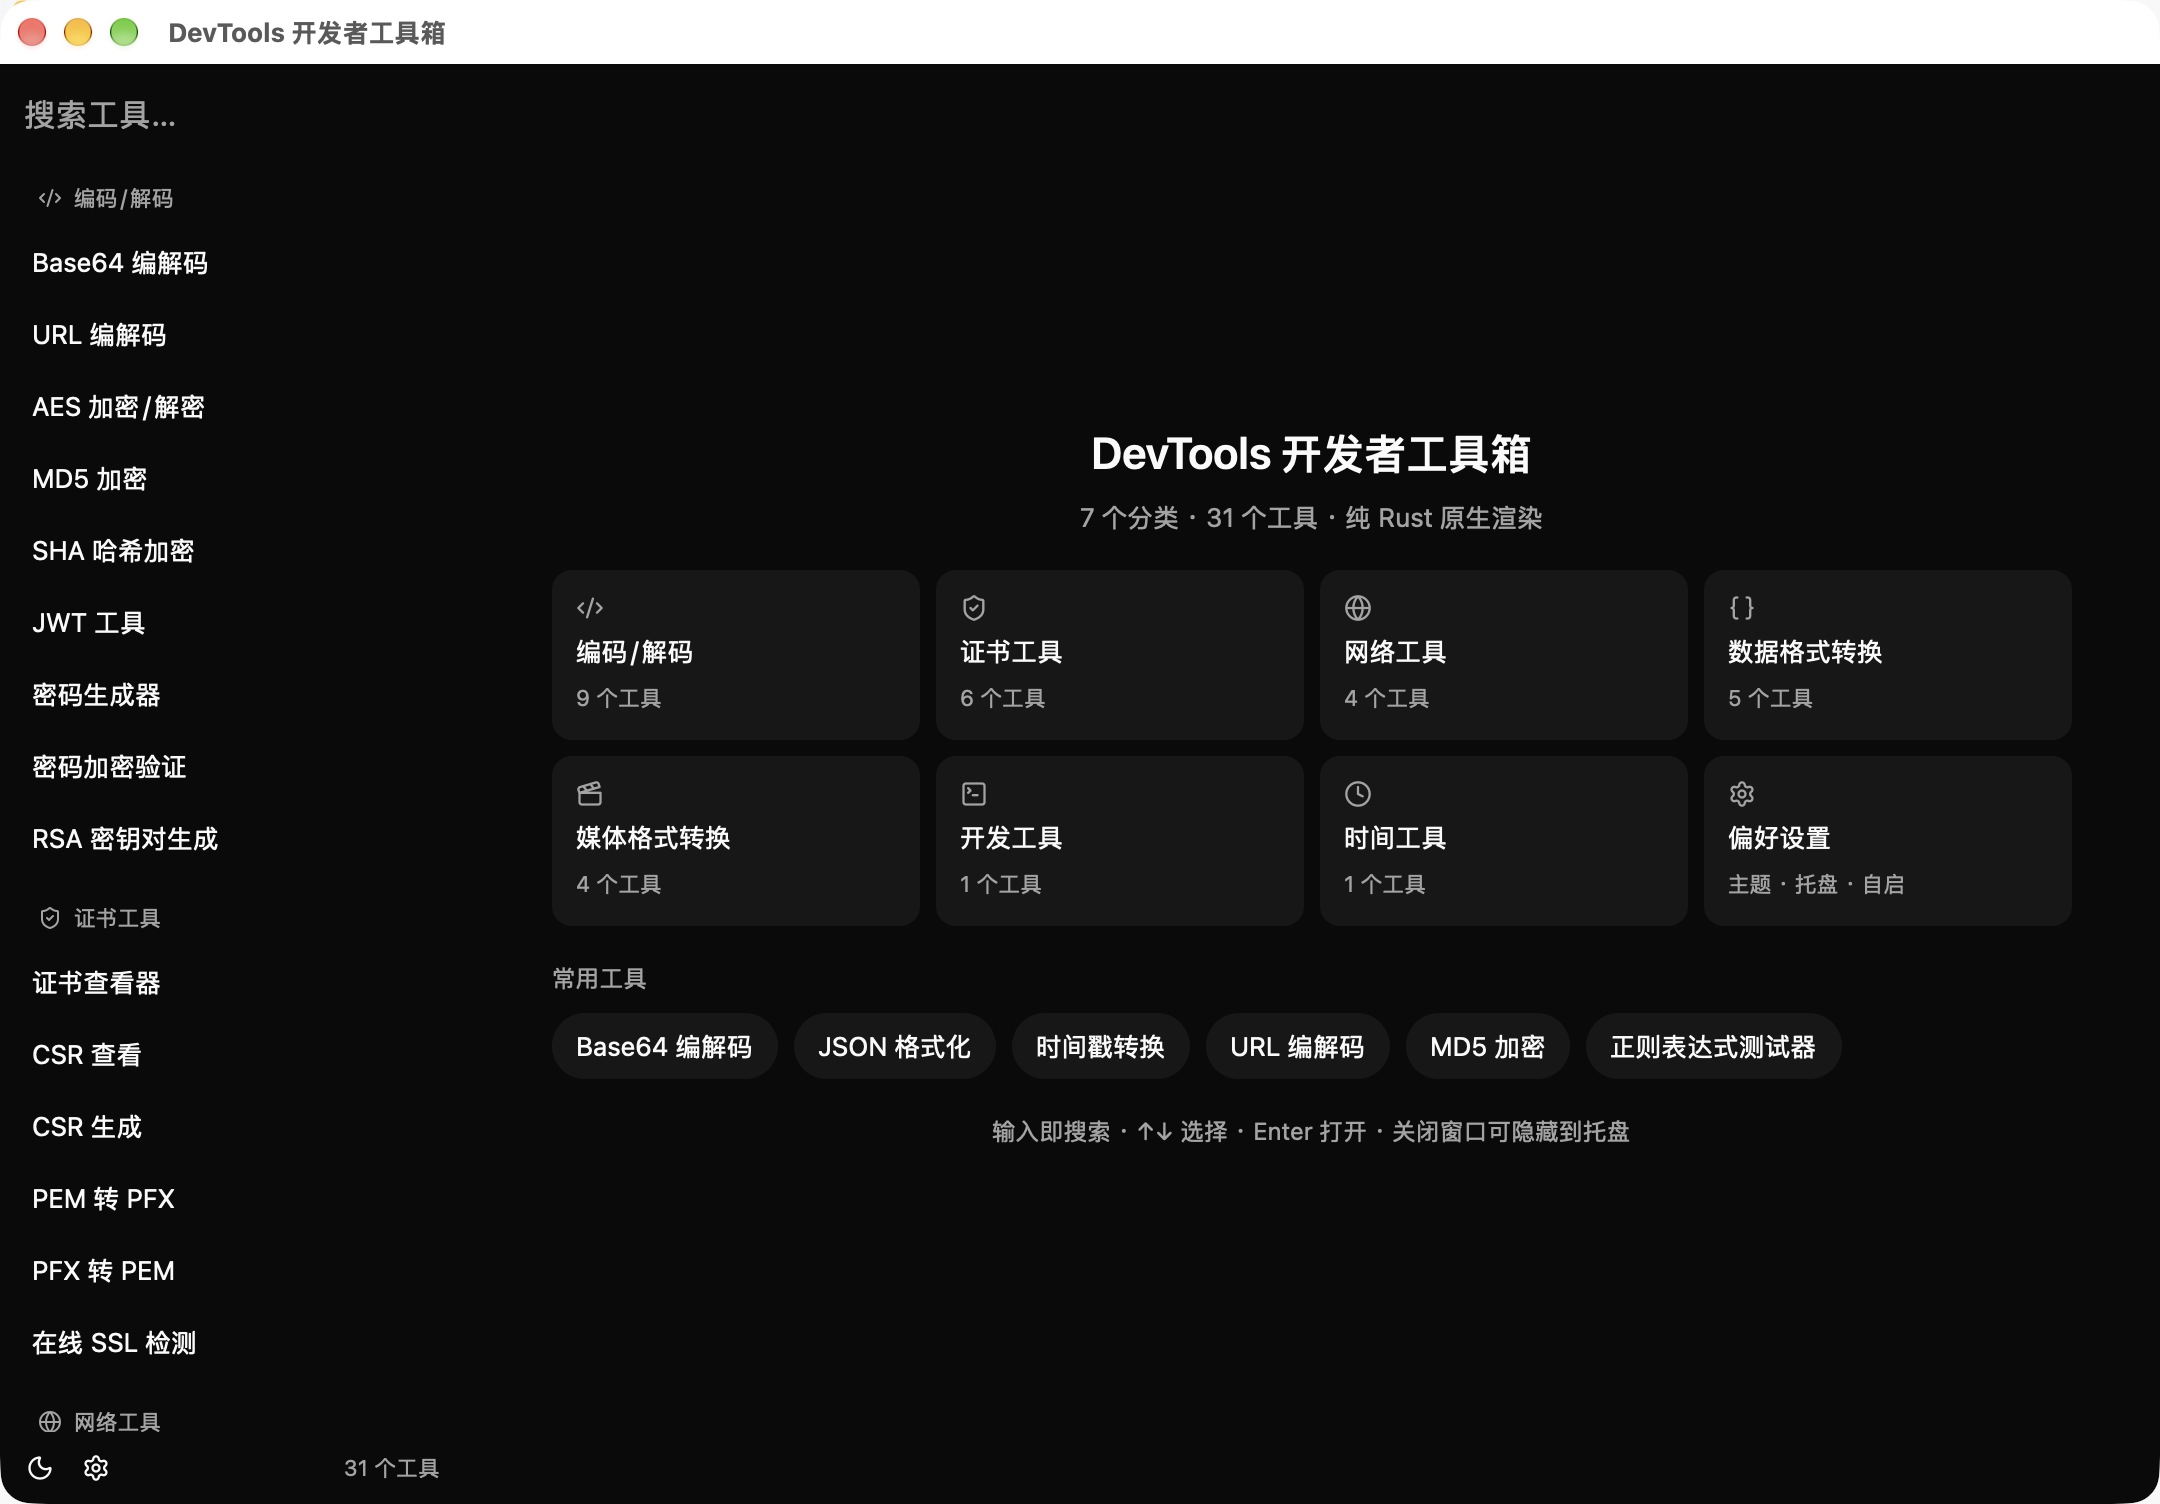 DevTools 开发者工具箱
搜索工具...
编码/解码
Base64 编解码
URL 编解码
AES 加密/解密
MD5 加密
SHA 哈希加密
JWT 工具
密码生成器
密码加密验证
RSA 密钥对生成
证书工具
证书查看器
CSR 查看
CSR 生成
PEM 转 PFX
PFX 转 PEM
在线 SSL 检测
网络工具
31 个工具
DevTools 开发者工具箱
7 个分类 · 31 个工具 · 纯 Rust 原生渲染
编码/解码
9 个工具
证书工具
6 个工具
网络工具
4 个工具
数据格式转换
5 个工具
媒体格式转换
4 个工具
开发工具
1 个工具
时间工具
1 个工具
偏好设置
主题 · 托盘 · 自启
常用工具
Base64 编解码
JSON 格式化
时间戳转换
URL 编解码
MD5 加密
正则表达式测试器
输入即搜索 · ↑↓ 选择 · Enter 打开 · 关闭窗口可隐藏到托盘